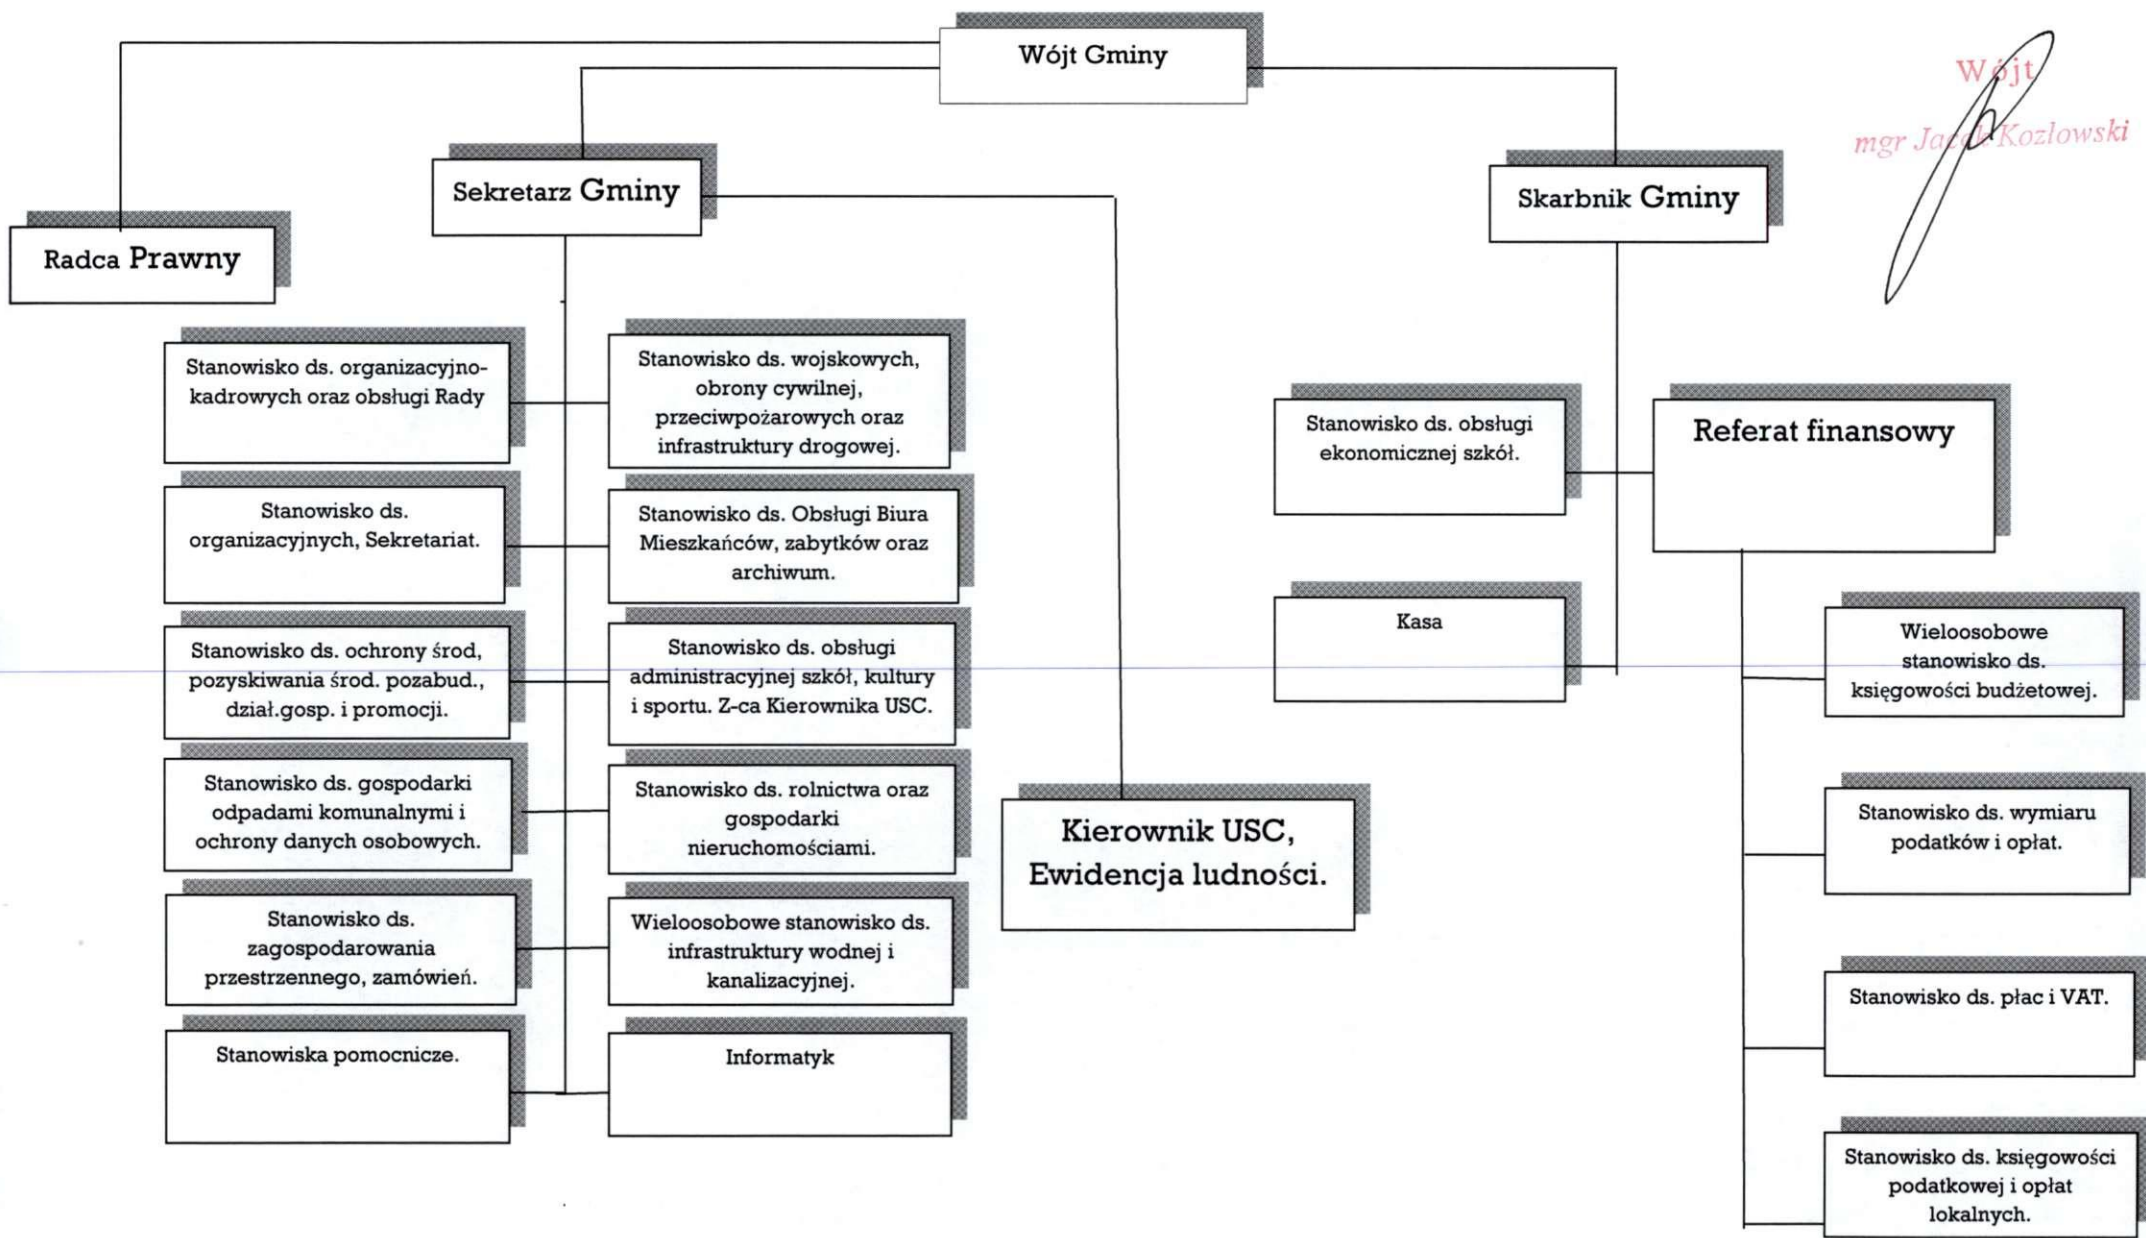 Wójt Gminy
Wójt
mgr Jacek Kozłowski
Sekretarz Gminy
Skarbnik Gminy
Radca Prawny
Stanowisko ds. organizacyjno-
kadrowych oraz obsługi Rady
Stanowisko ds. wojskowych,
obrony cywilnej,
przeciwpożarowych oraz
infrastruktury drogowej.
Stanowisko ds.
organizacyjnych, Sekretariat.
Stanowisko ds. Obsługi Biura
Mieszkańców, zabytków oraz
archiwum.
Stanowisko ds. ochrony środ,
pozyskiwania środ. pozabud.,
dział.gosp. i promocji.
Stanowisko ds. obsługi
administracyjnej szkół, kultury
i sportu. Z-ca Kierownika USC.
Stanowisko ds. gospodarki
odpadami komunalnymi i
ochrony danych osobowych.
Stanowisko ds. rolnictwa oraz
gospodarki
nieruchomościami.
Stanowisko ds.
zagospodarowania
przestrzennego, zamówień.
Wieloosobowe stanowisko ds.
infrastruktury wodnej i
kanalizacyjnej.
Stanowiska pomocnicze.
Informatyk
Kierownik USC,
Ewidencja ludności.
Stanowisko ds. obsługi
ekonomicznej szkół.
Referat finansowy
Kasa
Wieloosobowe
stanowisko ds.
księgowości budżetowej.
Stanowisko ds. wymiaru
podatków i opłat.
Stanowisko ds. płac i VAT.
Stanowisko ds. księgowości
podatkowej i opłat
lokalnych.